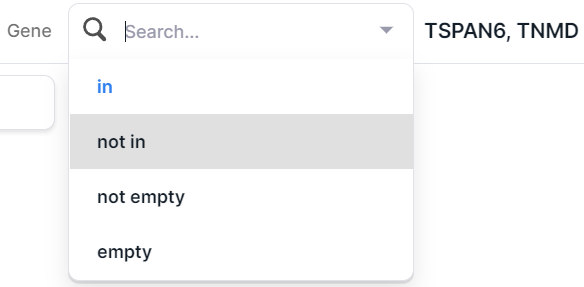 Gene Search... TSPAN6, TNMD
in
not in
not empty
empty